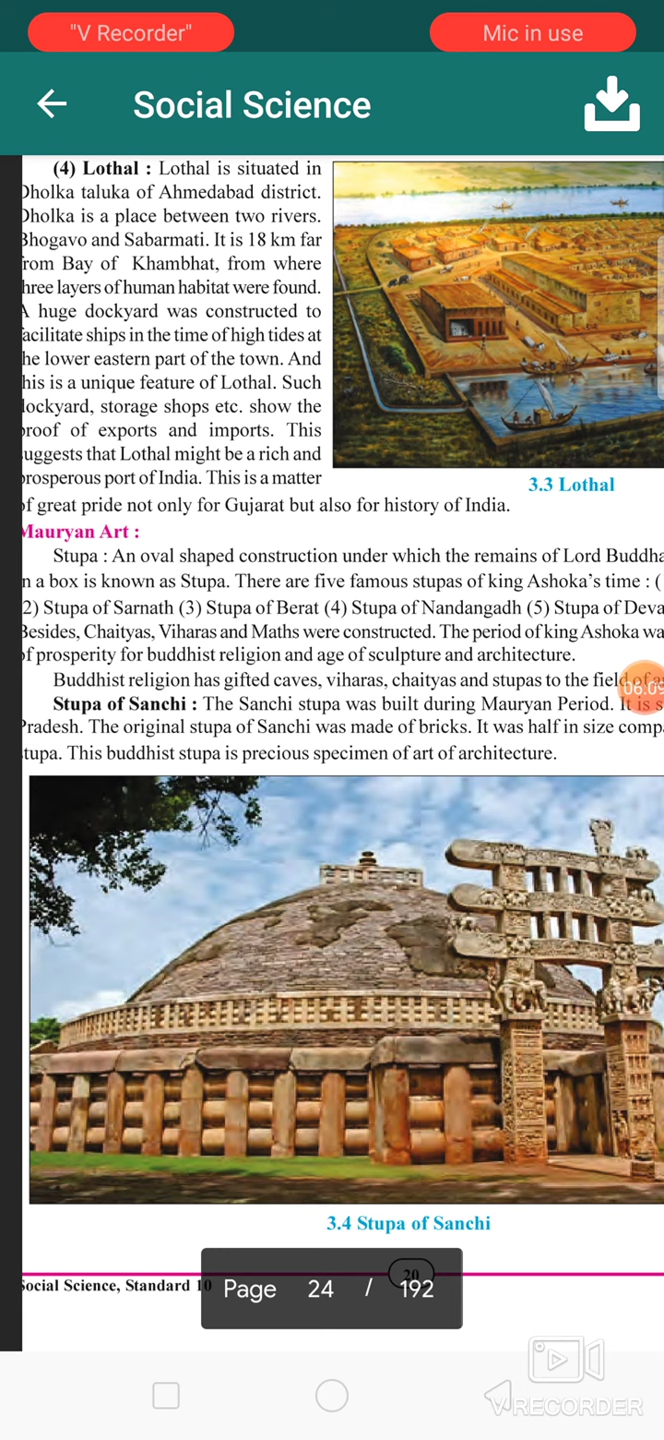 "V Recorder"
Mic in use
Social Science
(4) Lothal : Lothal is situated in
Dholka taluka of Ahmedabad district.
Dholka is a place between two rivers.
Bhogavo and Sabarmati. It is 18 km far
from Bay of Khambhat, from where
three layers of human habitat were found.
A huge dockyard was constructed to
facilitate ships in the time of high tides at
the lower eastern part of the town. And
this is a unique feature of Lothal. Such
dockyard, storage shops etc. show the
proof of exports and imports. This
suggests that Lothal might be a rich and
prosperous port of India. This is a matter
3.3 Lothal
of great pride not only for Gujarat but also for history of India.
Mauryan Art :
Stupa : An oval shaped construction under which the remains of Lord Buddha
in a box is known as Stupa. There are five famous stupas of king Ashoka's time : (
2) Stupa of Sarnath (3) Stupa of Berat (4) Stupa of Nandangadh (5) Stupa of Deva
Besides, Chaityas, Viharas and Maths were constructed. The period of king Ashoka wa
of prosperity for buddhist religion and age of sculpture and architecture.
Buddhist religion has gifted caves, viharas, chaityas and stupas to the field of
06:09
Stupa of Sanchi : The Sanchi stupa was built during Mauryan Period. It is s
Pradesh. The original stupa of Sanchi was made of bricks. It was half in size comp
stupa. This buddhist stupa is precious specimen of art of architecture.
3.4 Stupa of Sanchi
20
Social Science, Standard 10
Page 24 / 192
VRECORDER